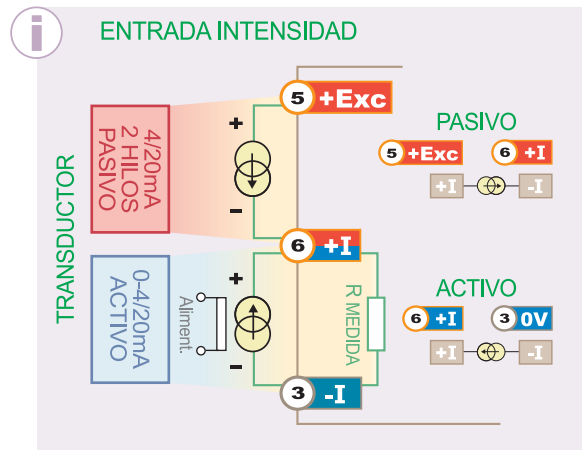 i
ENTRADA INTENSIDAD
TRANSDUCTOR
4/20mA
2 HILOS
PASIVO
+
-
5 +Exc
6 +I
0-4/20mA
ACTIVO
Aliment.
+
-
R MEDIDA
3 -I
PASIVO
5 +Exc
6 +I
+I
-I
ACTIVO
6 +I
3 0V
+I
-I